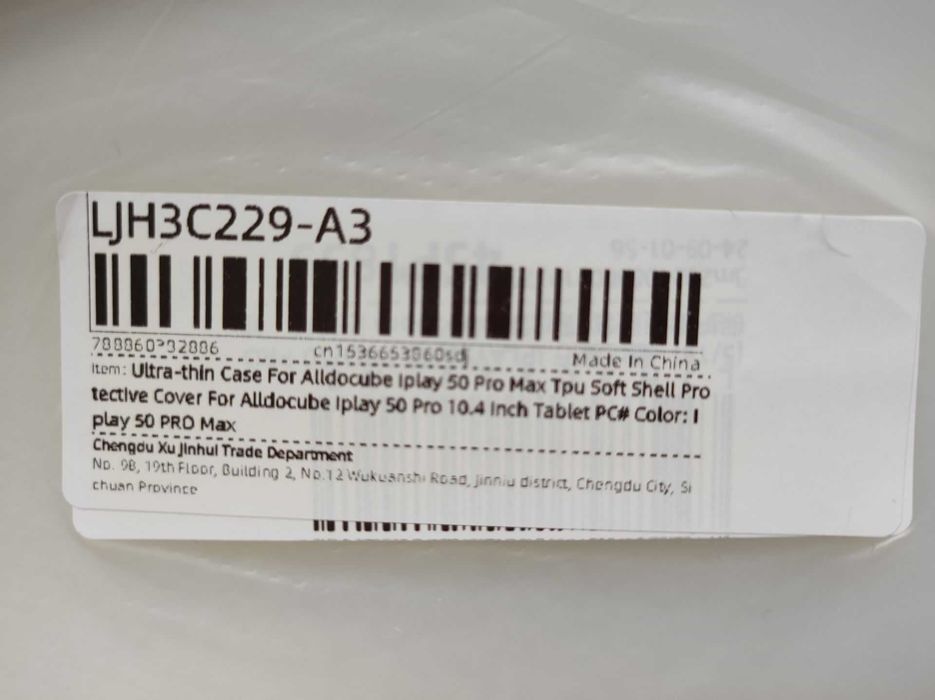 LJH3C229-A3
cn1536653860sdj Made In China
Item: Ultra-thin Case For Alldocube Iplay 50 Pro Max Tpu Soft Shell Pro
tective Cover For Alldocube Iplay 50 Pro 10.4 Inch Tablet PC# Color: I
play 50 PRO Max
Chengdu Xu Jinhui Trade Department
No. 9B, 19th Floor, Building 2, No.12 Wukuanshi Road, Jinniu district, Chengdu City, Si
chuan Province